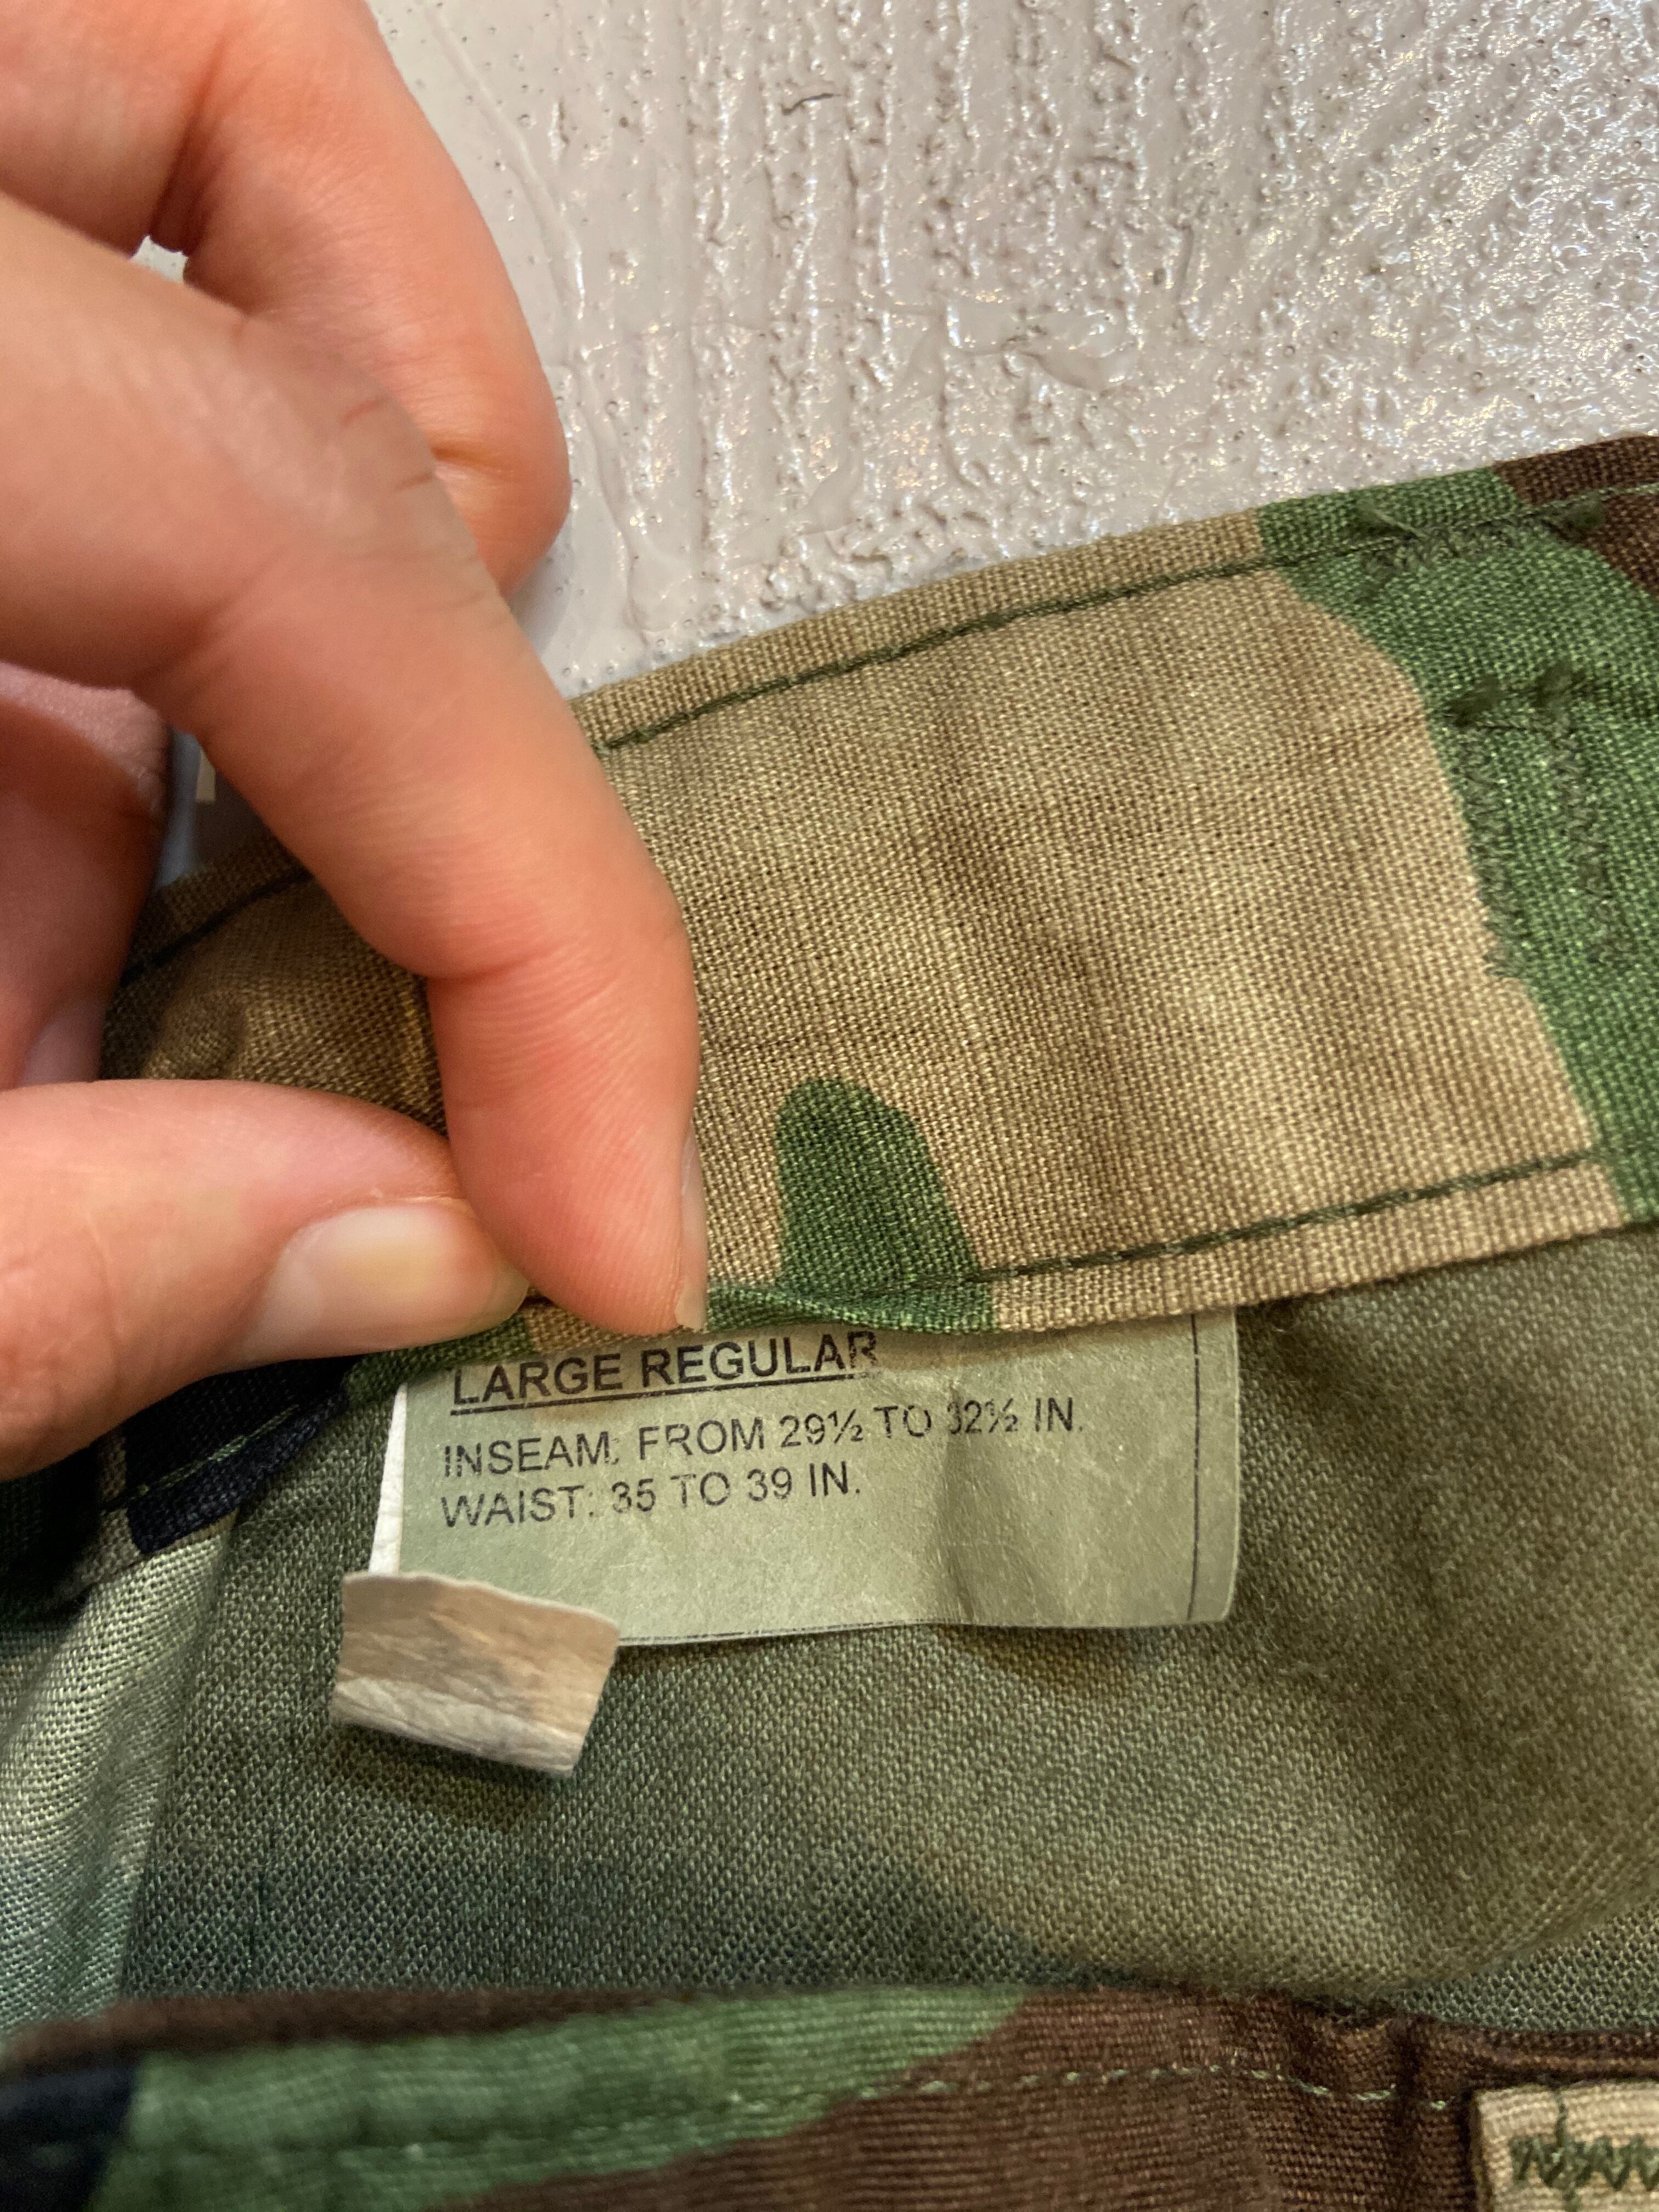 LARGE REGULAR
INSEAM: FROM 29½ TO 32½ IN.
WAIST: 35 TO 39 IN.